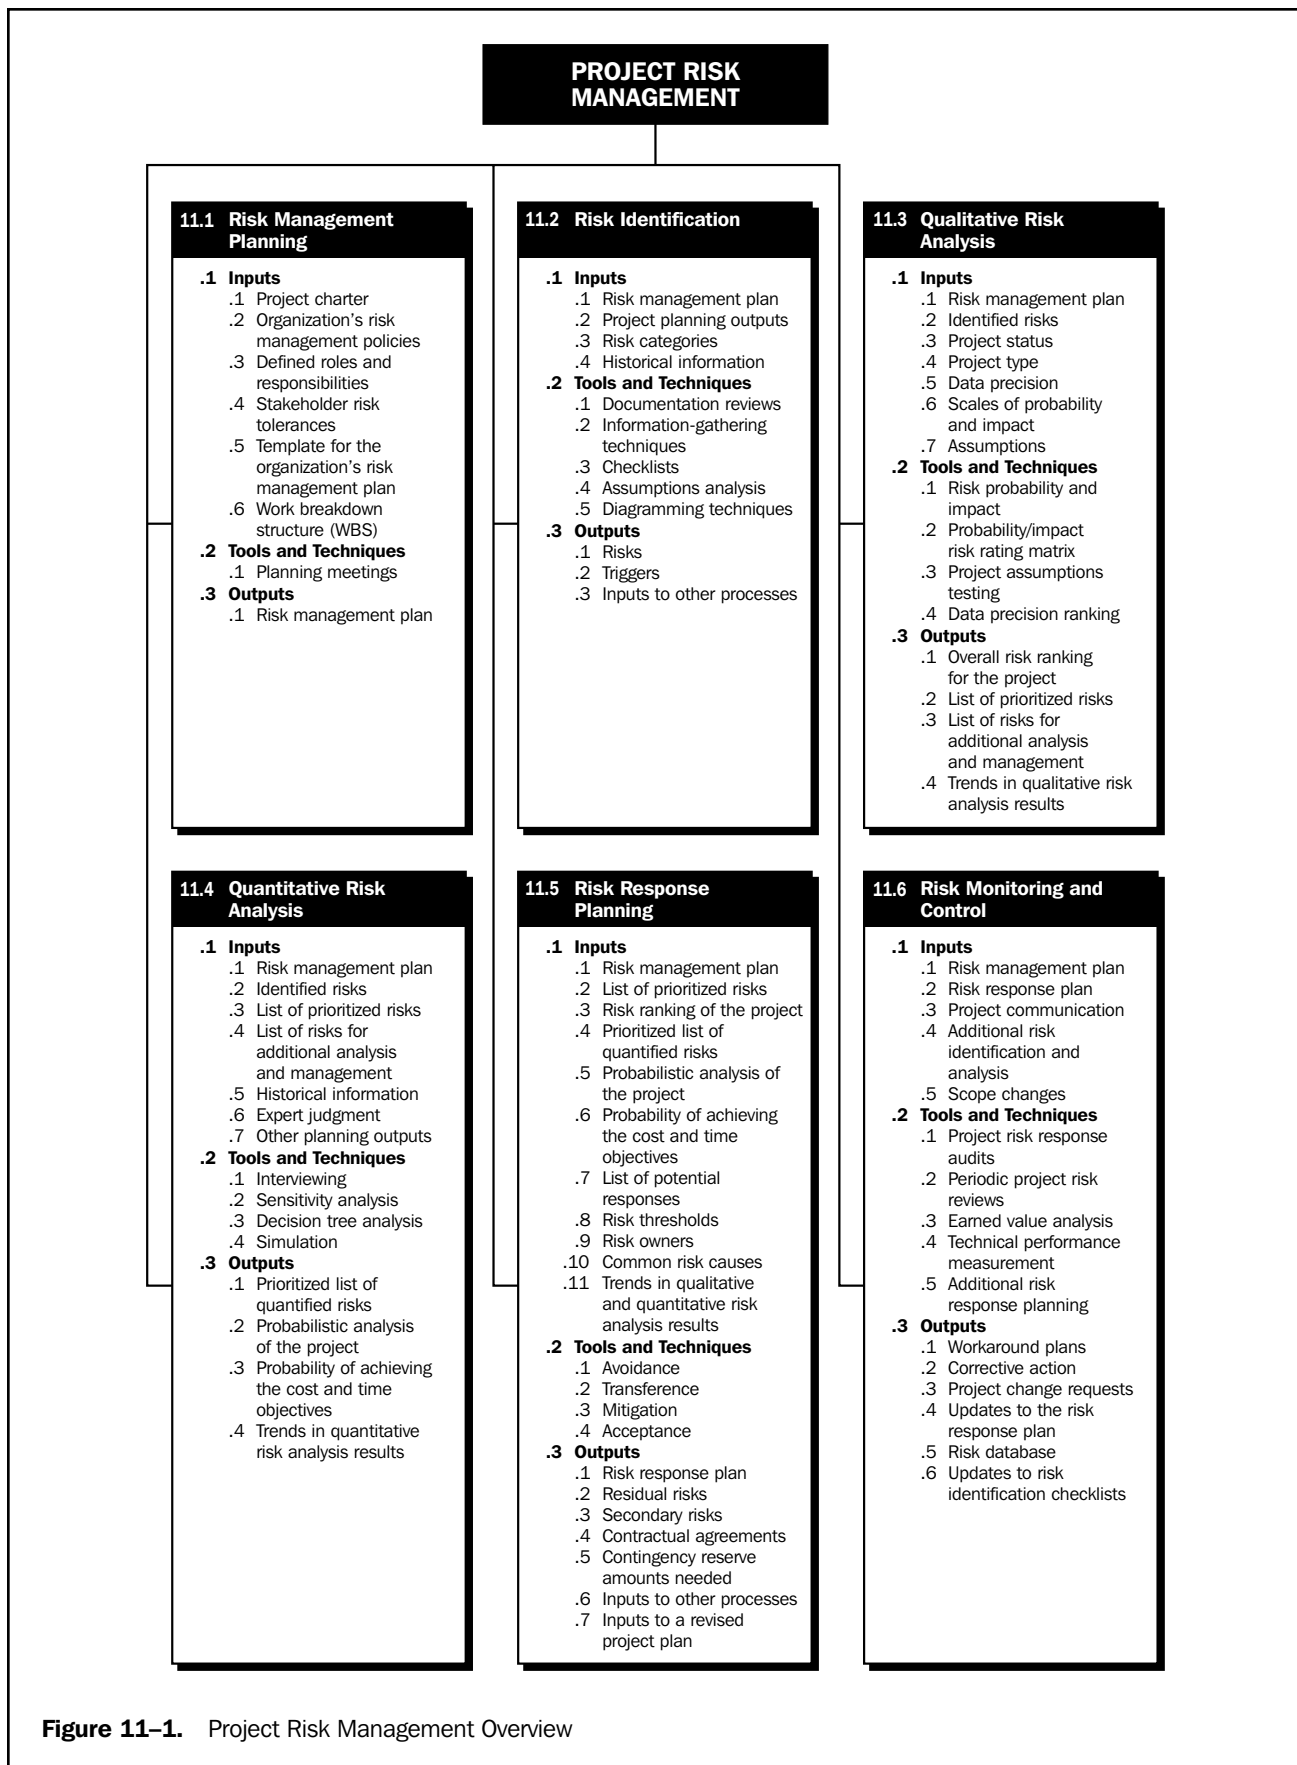 PROJECT RISK
MANAGEMENT
11.1 Risk Management
Planning
.1 Inputs
.1 Project charter
.2 Organization's risk
management policies
.3 Defined roles and
responsibilities
.4 Stakeholder risk
tolerances
.5 Template for the
organization's risk
management plan
.6 Work breakdown
structure (WBS)
.2 Tools and Techniques
.1 Planning meetings
.3 Outputs
.1 Risk management plan
11.2 Risk Identification
.1 Inputs
.1 Risk management plan
.2 Project planning outputs
.3 Risk categories
.4 Historical information
.2 Tools and Techniques
.1 Documentation reviews
.2 Information-gathering
techniques
.3 Checklists
.4 Assumptions analysis
.5 Diagramming techniques
.3 Outputs
.1 Risks
.2 Triggers
.3 Inputs to other processes
11.3 Qualitative Risk
Analysis
.1 Inputs
.1 Risk management plan
.2 Identified risks
.3 Project status
.4 Project type
.5 Data precision
.6 Scales of probability
and impact
.7 Assumptions
.2 Tools and Techniques
.1 Risk probability and
impact
.2 Probability/impact
risk rating matrix
.3 Project assumptions
testing
.4 Data precision ranking
.3 Outputs
.1 Overall risk ranking
for the project
.2 List of prioritized risks
.3 List of risks for
additional analysis
and management
.4 Trends in qualitative risk
analysis results
11.4 Quantitative Risk
Analysis
.1 Inputs
.1 Risk management plan
.2 Identified risks
.3 List of prioritized risks
.4 List of risks for
additional analysis
and management
.5 Historical information
.6 Expert judgment
.7 Other planning outputs
.2 Tools and Techniques
.1 Interviewing
.2 Sensitivity analysis
.3 Decision tree analysis
.4 Simulation
.3 Outputs
.1 Prioritized list of
quantified risks
.2 Probabilistic analysis
of the project
.3 Probability of achieving
the cost and time
objectives
.4 Trends in quantitative
risk analysis results
11.5 Risk Response
Planning
.1 Inputs
.1 Risk management plan
.2 List of prioritized risks
.3 Risk ranking of the project
.4 Prioritized list of
quantified risks
.5 Probabilistic analysis of
the project
.6 Probability of achieving
the cost and time
objectives
.7 List of potential
responses
.8 Risk thresholds
.9 Risk owners
.10 Common risk causes
.11 Trends in qualitative
and quantitative risk
analysis results
.2 Tools and Techniques
.1 Avoidance
.2 Transference
.3 Mitigation
.4 Acceptance
.3 Outputs
.1 Risk response plan
.2 Residual risks
.3 Secondary risks
.4 Contractual agreements
.5 Contingency reserve
amounts needed
.6 Inputs to other processes
.7 Inputs to a revised
project plan
11.6 Risk Monitoring and
Control
.1 Inputs
.1 Risk management plan
.2 Risk response plan
.3 Project communication
.4 Additional risk
identification and
analysis
.5 Scope changes
.2 Tools and Techniques
.1 Project risk response
audits
.2 Periodic project risk
reviews
.3 Earned value analysis
.4 Technical performance
measurement
.5 Additional risk
response planning
.3 Outputs
.1 Workaround plans
.2 Corrective action
.3 Project change requests
.4 Updates to the risk
response plan
.5 Risk database
.6 Updates to risk
identification checklists
Figure 11–1. Project Risk Management Overview